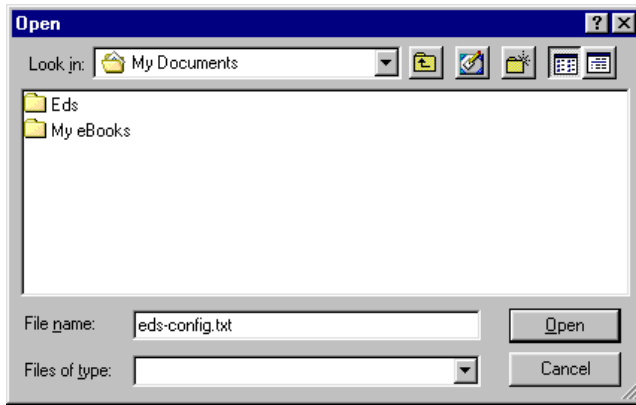 Open
Look in: My Documents
Eds
My eBooks
File name: eds-config.txt Open
Files of type: Cancel